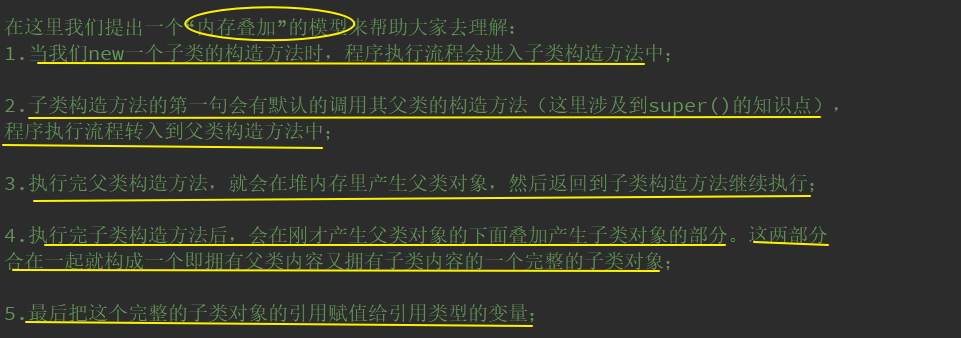 在这里我们提出一个“内存叠加”的模型来帮助大家去理解：
1.当我们new一个子类的构造方法时，程序执行流程会进入子类构造方法中；
2.子类构造方法的第一句会有默认的调用其父类的构造方法（这里涉及到super()的知识点），
程序执行流程转入到父类构造方法中；
3.执行完父类构造方法，就会在堆内存里产生父类对象，然后返回到子类构造方法继续执行；
4.执行完子类构造方法后，会在刚才产生父类对象的下面叠加产生子类对象的部分。这两部分
合在一起就构成一个即拥有父类内容又拥有子类内容的一个完整的子类对象；
5.最后把这个完整的子类对象的引用赋值给引用类型的变量；